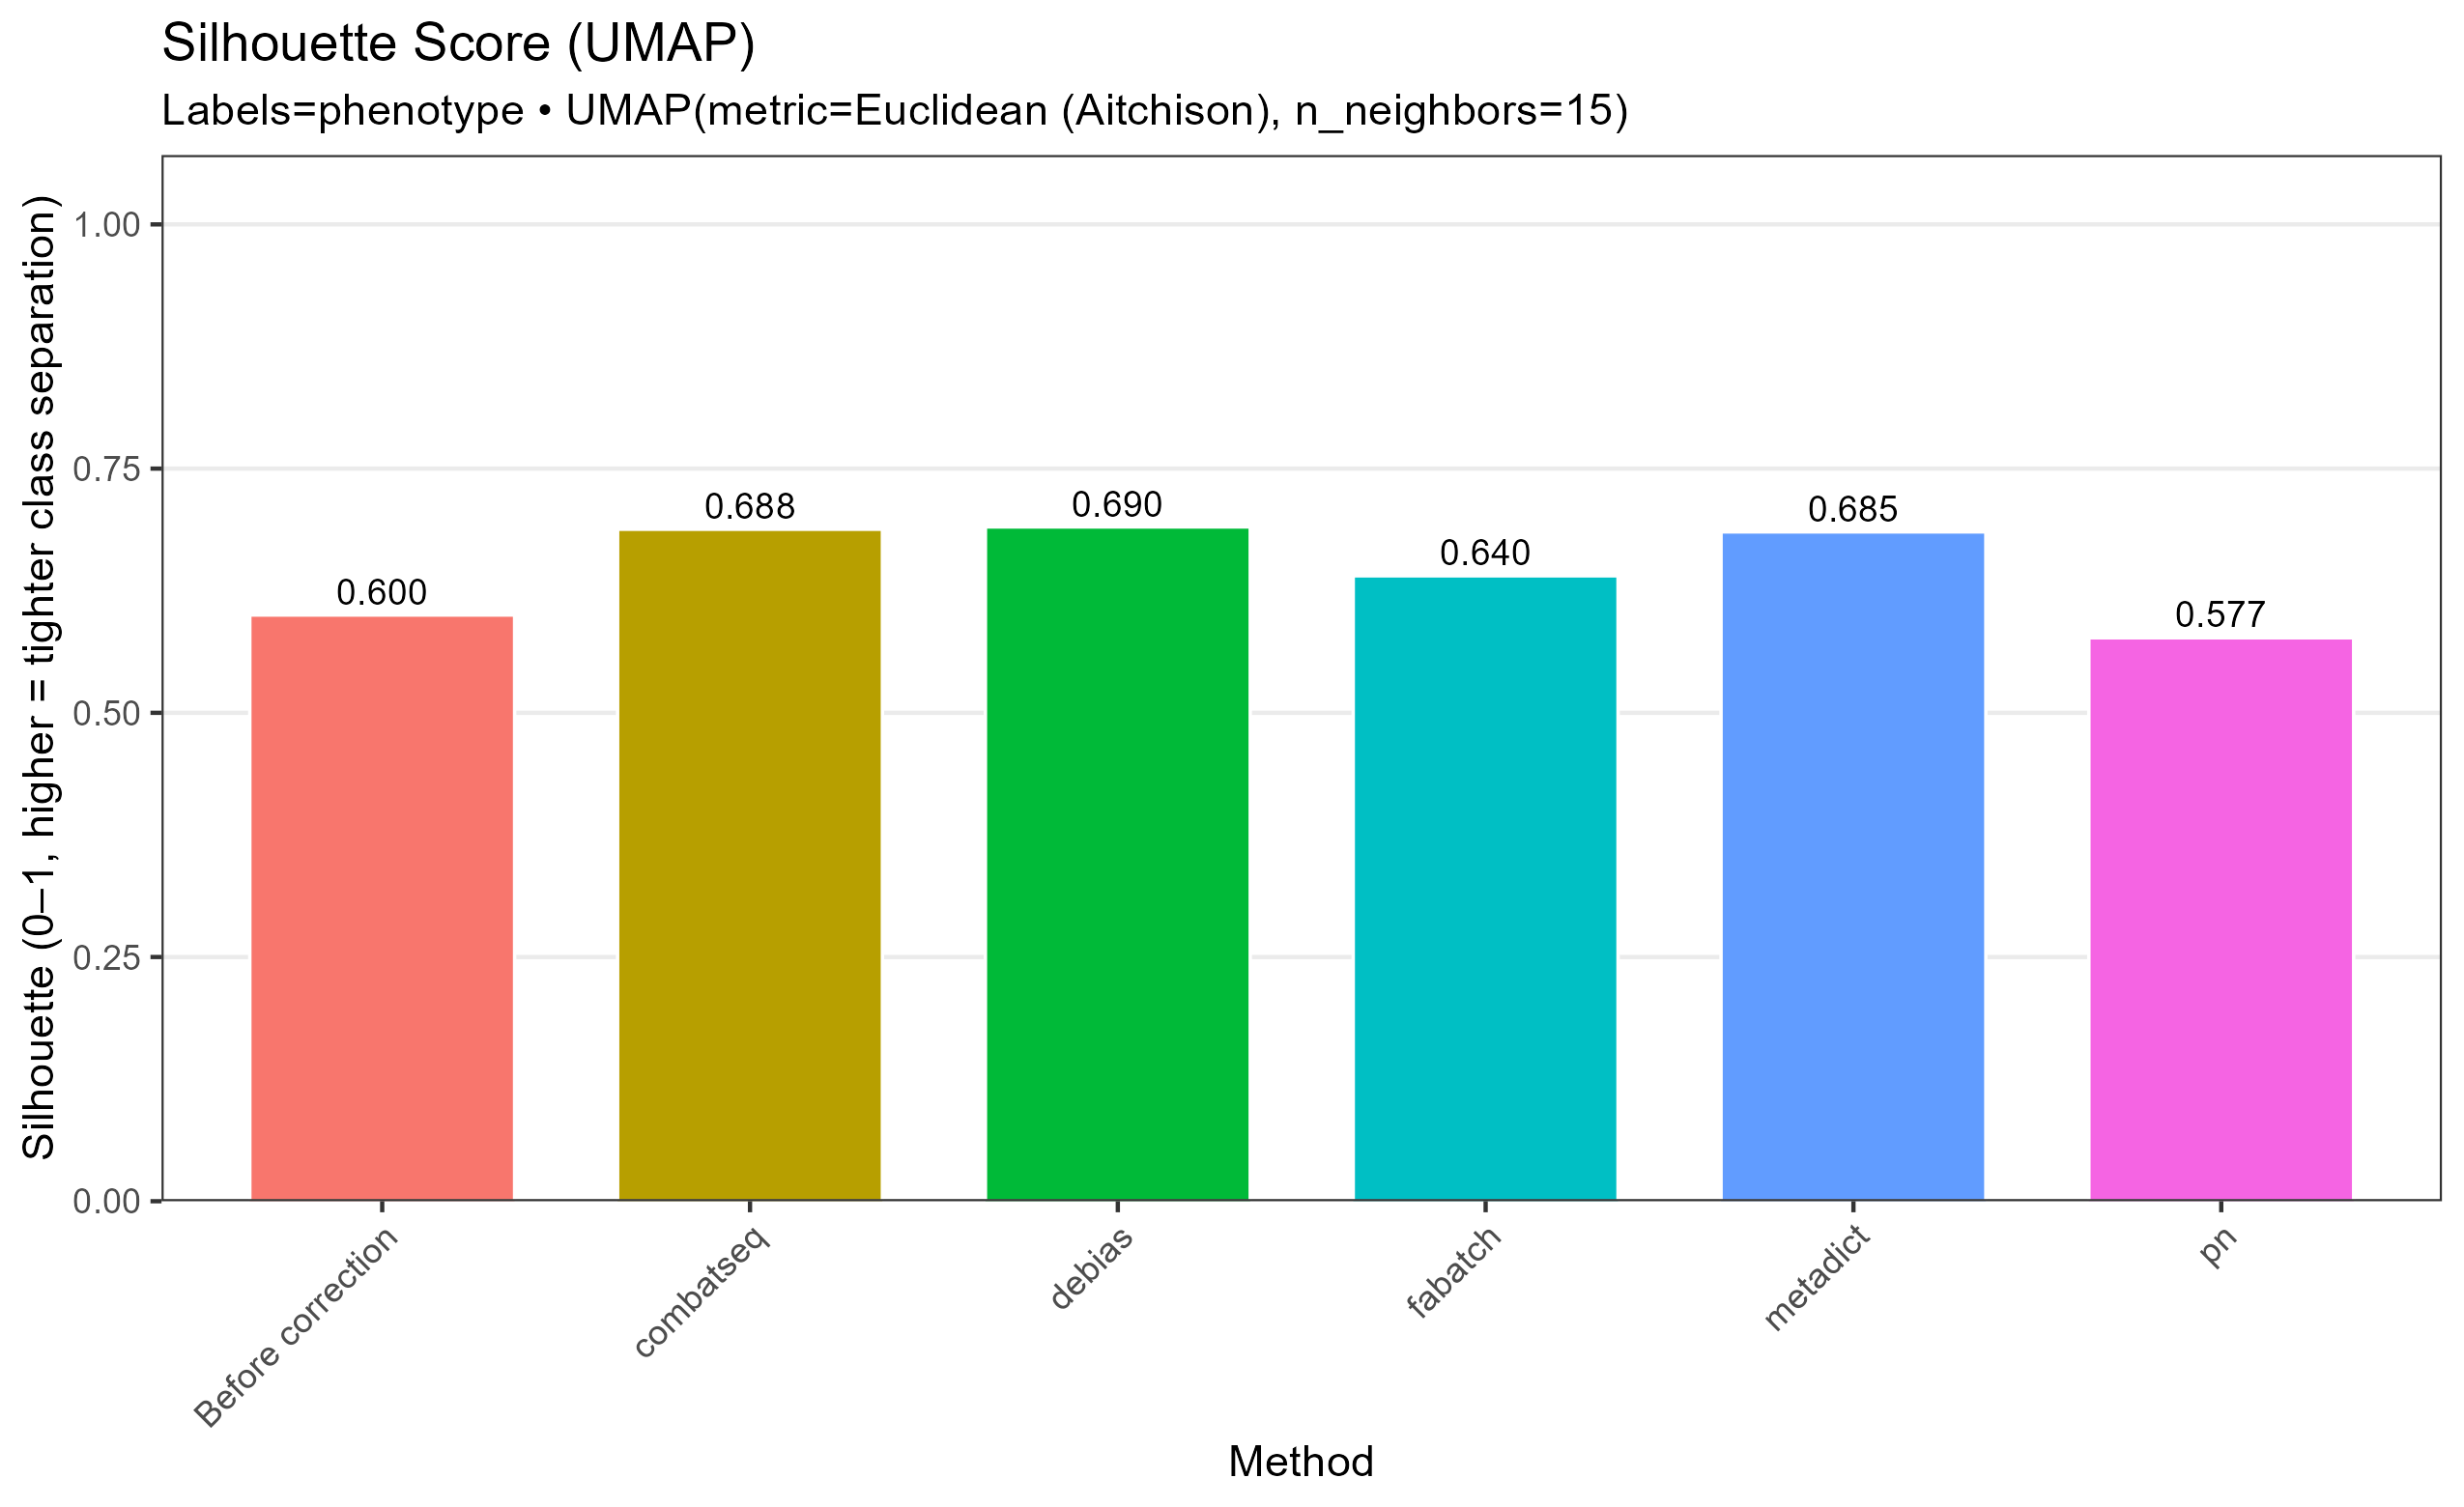 Silhouette Score (UMAP)
Labels=phenotype • UMAP(metric=Euclidean (Aitchison), n_neighbors=15)
Silhouette (0–1, higher = tighter class separation)
1.00
0.75
0.50
0.25
0.00
0.600
0.688
0.690
0.640
0.685
0.577
Before correction
combatseq
debias
fabatch
metadict
pn
Method